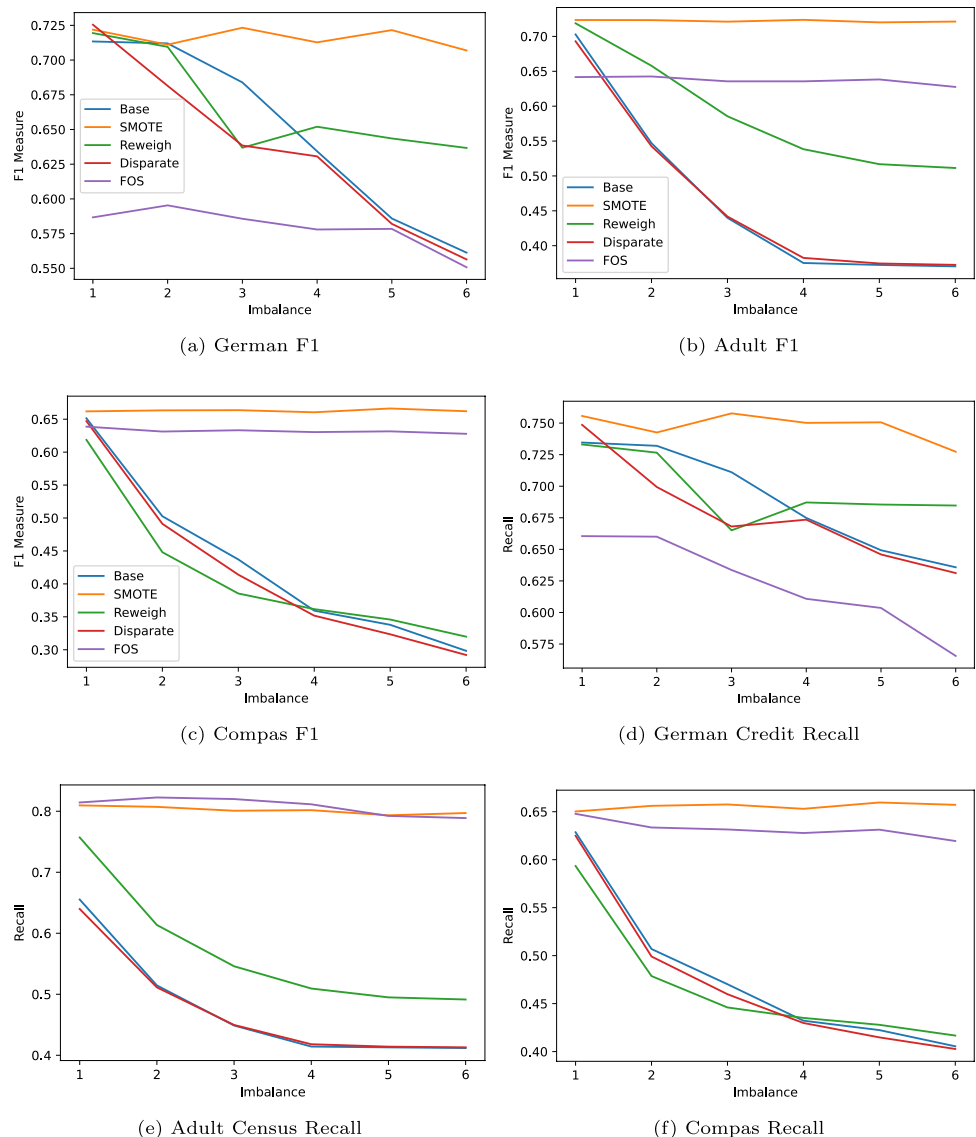 0.725
0.700
0.675
0.650
0.625
0.600
0.575
0.550
F1 Measure
Base
SMOTE
Reweigh
Disparate
FOS
1 2 3 4 5 6
Imbalance
(a) German F1
0.70
0.65
0.60
0.55
0.50
0.45
0.40
F1 Measure
Base
SMOTE
Reweigh
Disparate
FOS
1 2 3 4 5 6
Imbalance
(b) Adult F1
0.65
0.60
0.55
0.50
0.45
0.40
0.35
0.30
F1 Measure
Base
SMOTE
Reweigh
Disparate
FOS
1 2 3 4 5 6
Imbalance
(c) Compas F1
0.750
0.725
0.700
0.675
0.650
0.625
0.600
0.575
Recall
1 2 3 4 5 6
Imbalance
(d) German Credit Recall
0.8
0.7
0.6
0.5
0.4
Recall
1 2 3 4 5 6
Imbalance
(e) Adult Census Recall
0.65
0.60
0.55
0.50
0.45
0.40
Recall
1 2 3 4 5 6
Imbalance
(f) Compas Recall